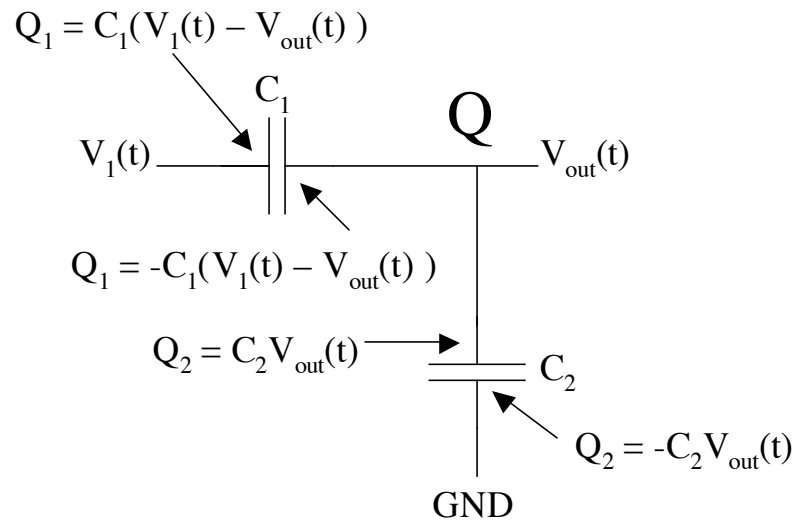 Q₁ = C₁(V₁(t) – Vₒᵤₜ(t) )
C₁
Q
V₁(t)
Vₒᵤₜ(t)
Q₁ = -C₁(V₁(t) – Vₒᵤₜ(t) )
Q₂ = C₂Vₒᵤₜ(t)
C₂
Q₂ = -C₂Vₒᵤₜ(t)
GND